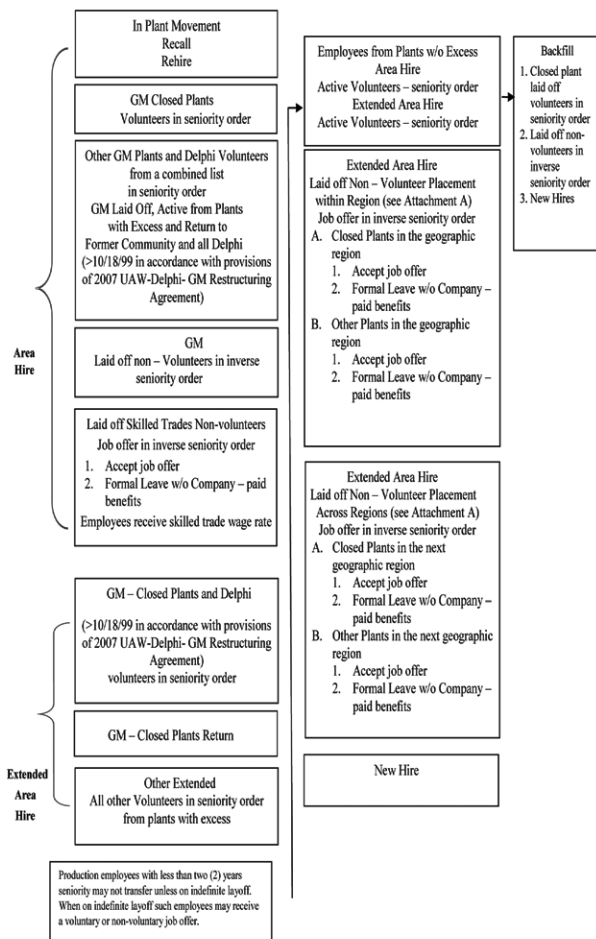 In Plant Movement
Recall
Rehire
GM Closed Plants
Volunteers in seniority order
Other GM Plants and Delphi Volunteers
from a combined list
in seniority order
GM Laid Off, Active from Plants
with Excess and Return to
Former Community and all Delphi
(>10/18/99 in accordance with provisions
of 2007 UAW-Delphi- GM Restructuring
Agreement)
Area
Hire
GM
Laid off non – Volunteers in inverse
seniority order
Laid off Skilled Trades Non-volunteers
Job offer in inverse seniority order
1. Accept job offer
2. Formal Leave w/o Company – paid
benefits
Employees receive skilled trade wage rate
GM – Closed Plants and Delphi
(>10/18/99 in accordance with provisions
of 2007 UAW-Delphi- GM Restructuring
Agreement)
volunteers in seniority order
GM – Closed Plants Return
Extended
Area
Hire
Other Extended
All other Volunteers in seniority order
from plants with excess
Production employees with less than two (2) years
seniority may not transfer unless on indefinite layoff.
When on indefinite layoff such employees may receive
a voluntary or non-voluntary job offer.
Employees from Plants w/o Excess
Area Hire
Active Volunteers – seniority order
Extended Area Hire
Active Volunteers – seniority order
Extended Area Hire
Laid off Non – Volunteer Placement
within Region (see Attachment A)
Job offer in inverse seniority order
A. Closed Plants in the geographic
region
1. Accept job offer
2. Formal Leave w/o Company –
paid benefits
B. Other Plants in the geographic
region
1. Accept job offer
2. Formal Leave w/o Company –
paid benefits
Extended Area Hire
Laid off Non – Volunteer Placement
Across Regions (see Attachment A)
Job offer in inverse seniority order
A. Closed Plants in the next
geographic region
1. Accept job offer
2. Formal Leave w/o Company –
paid benefits
B. Other Plants in the next geographic
region
1. Accept job offer
2. Formal Leave w/o Company –
paid benefits
New Hire
Backfill
1. Closed plant
laid off
volunteers in
seniority order
2. Laid off non-
volunteers in
inverse
seniority order
3. New Hires